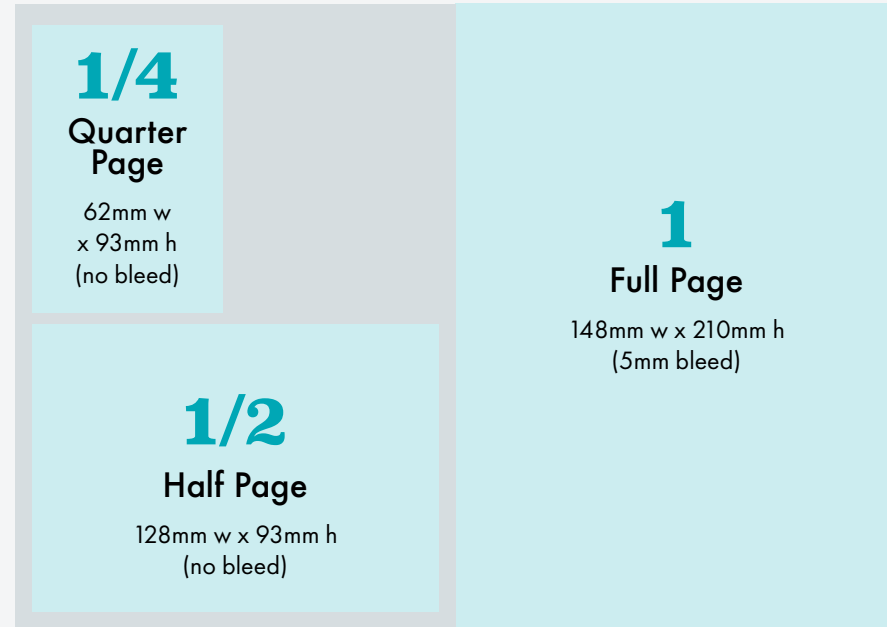 1/4
Quarter
Page
62mm w
x 93mm h
(no bleed)
1/2
Half Page
128mm w x 93mm h
(no bleed)
1
Full Page
148mm w x 210mm h
(5mm bleed)